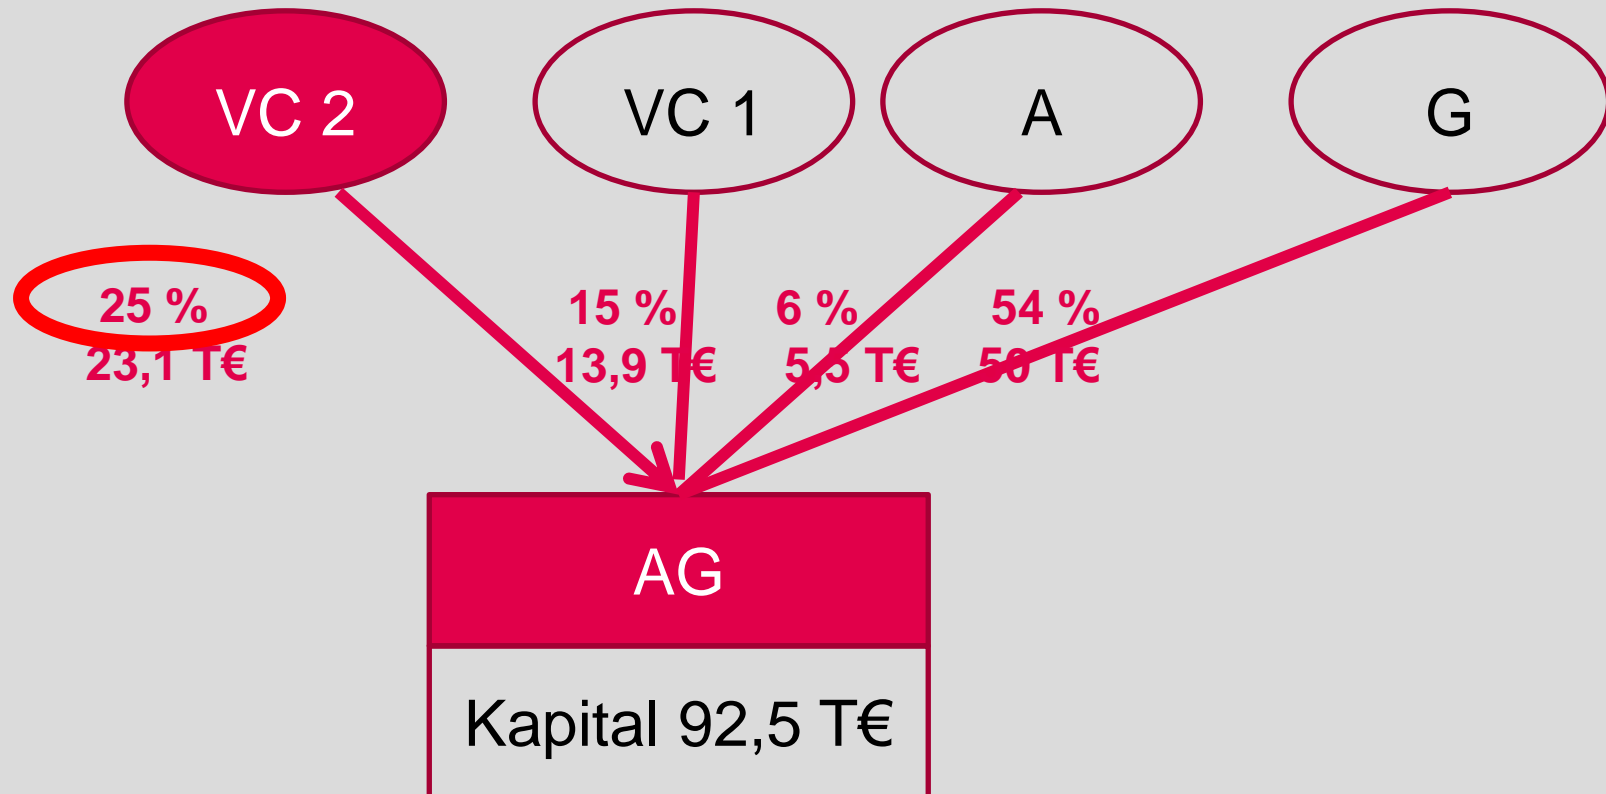 VC 2
VC 1
A
G
25 %
23,1 T€
15 %
13,9 T€
6 %
5,5 T€
54 %
50 T€
AG
Kapital 92,5 T€